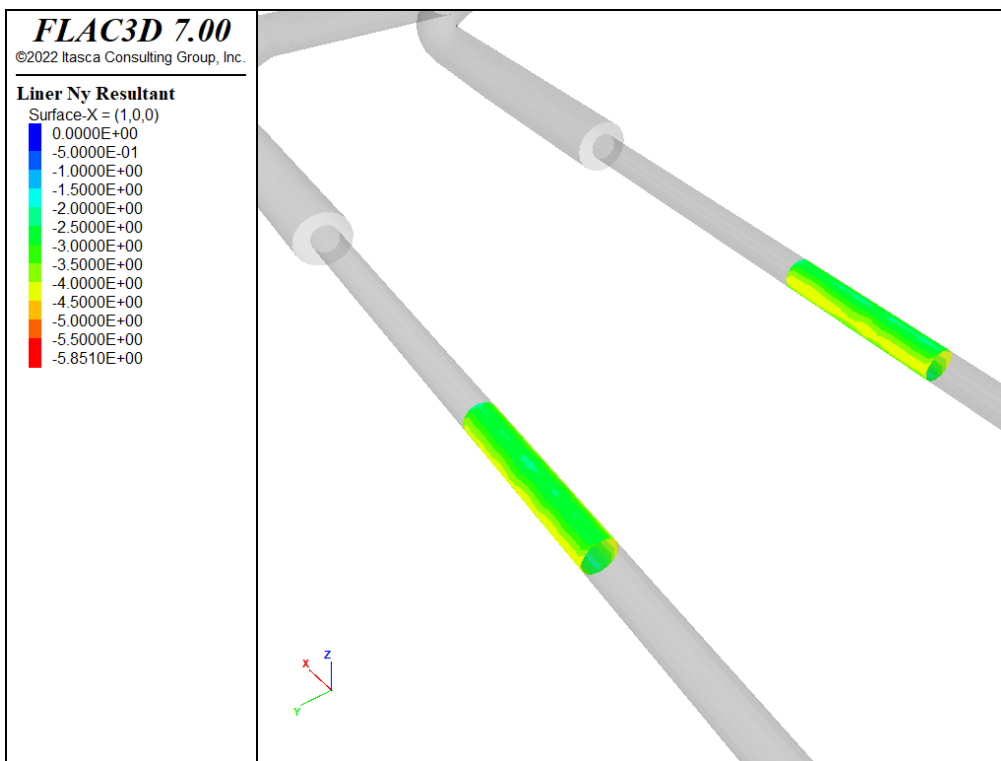 FLAC3D 7.00
©2022 Itasca Consulting Group, Inc.
Liner Ny Resultant
Surface-X = (1,0,0)
0.0000E+00
-5.0000E-01
-1.0000E+00
-1.5000E+00
-2.0000E+00
-2.5000E+00
-3.0000E+00
-3.5000E+00
-4.0000E+00
-4.5000E+00
-5.0000E+00
-5.5000E+00
-5.8510E+00
X
Z
Y